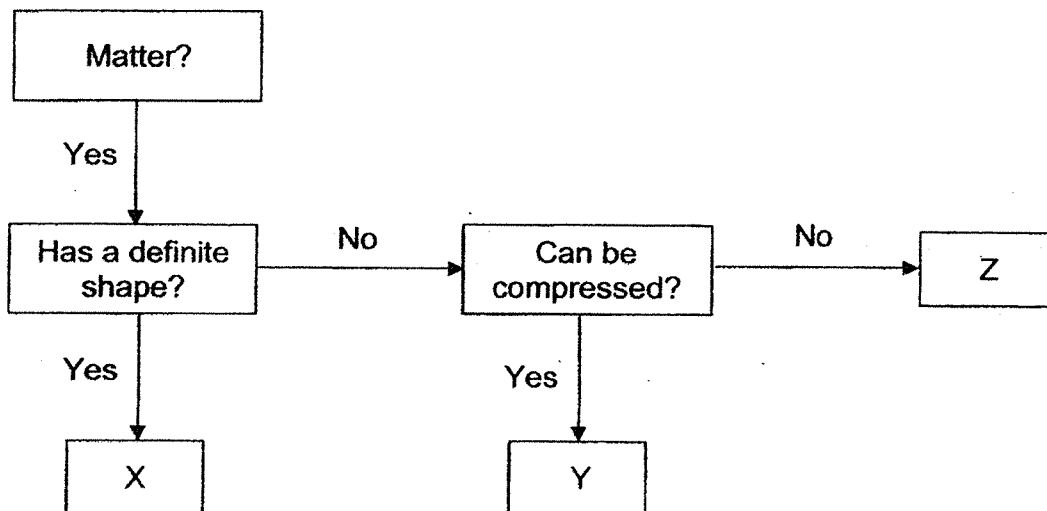 Matter?
Yes
Has a definite
shape?
No
Can be
compressed?
No
Z
Yes
Yes
X
Y